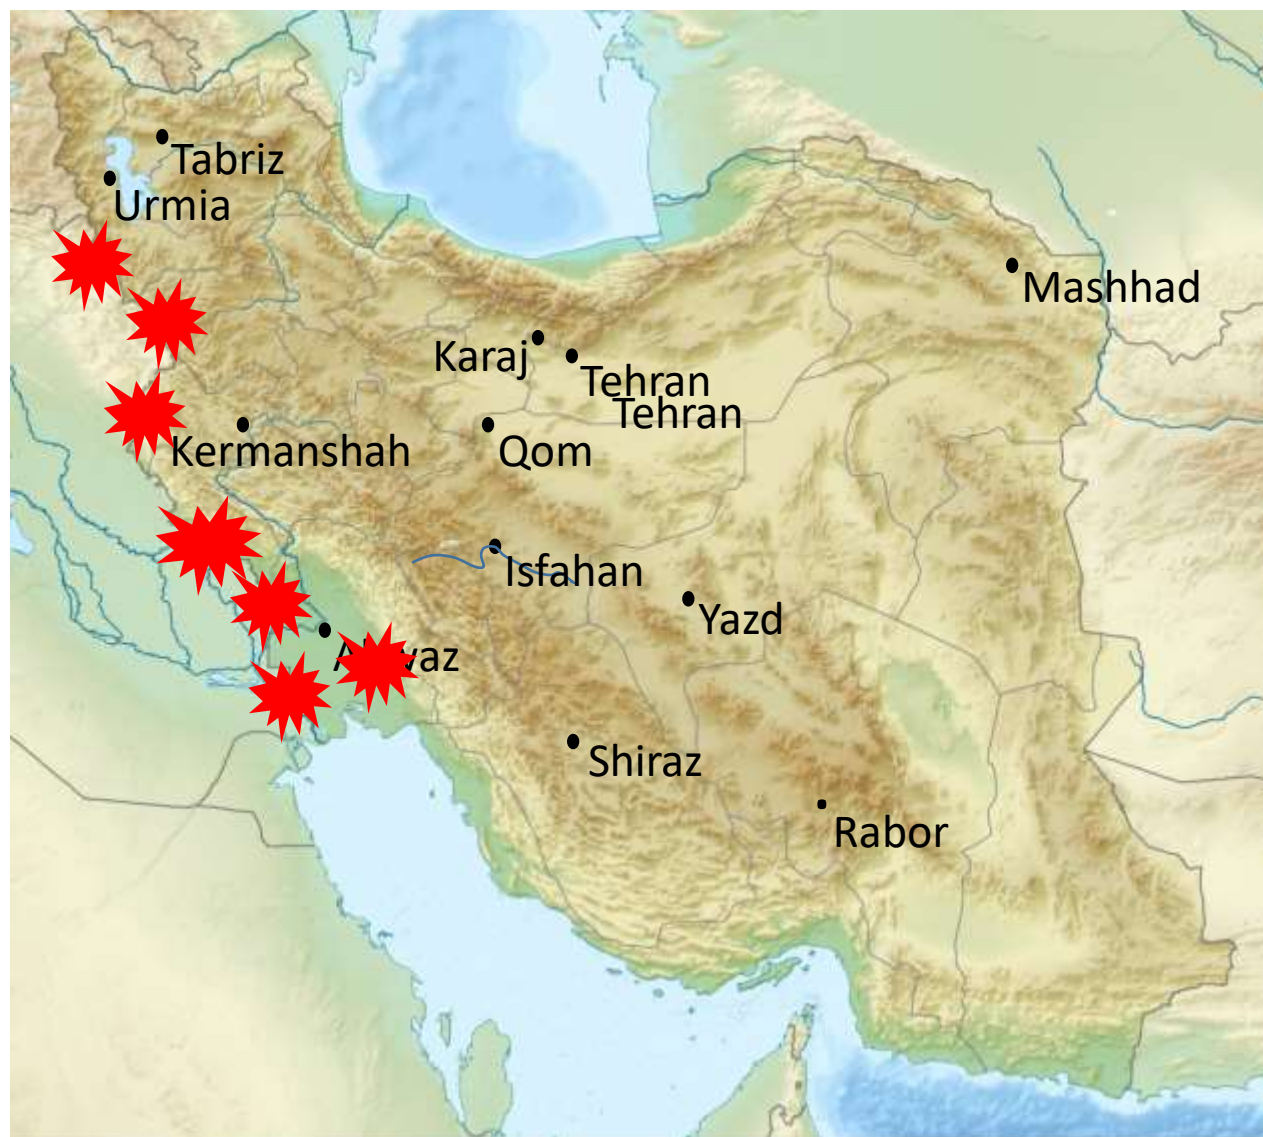 Tabriz
Urmia
Mashhad
Karaj
Tehran
Tehran
Kermanshah
Qom
Isfahan
Yazd
Shiraz
Rabor